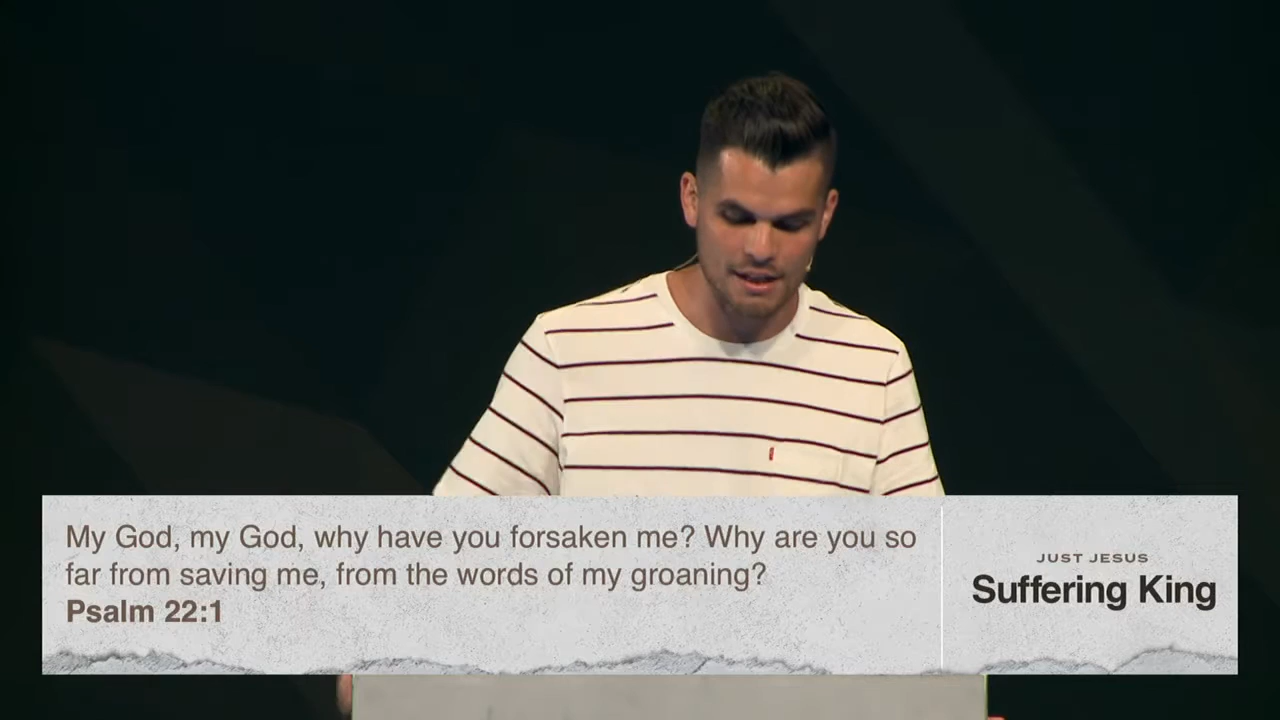 My God, my God, why have you forsaken me? Why are you so
far from saving me, from the words of my groaning?
Psalm 22:1
JUST JESUS
Suffering King